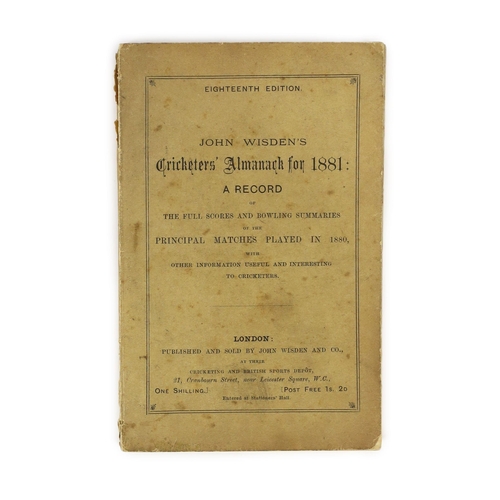 EIGHTEENTH EDITION.
JOHN WISDEN'S
Cricketers' Almanach for 1881:
A RECORD
OF
THE FULL SCORES AND BOWLING SUMMARIES
OF THE
PRINCIPAL MATCHES PLAYED IN 1880,
WITH
OTHER INFORMATION USEFUL AND INTERESTING
TO CRICKETERS.
LONDON:
PUBLISHED AND SOLD BY JOHN WISDEN AND CO.,
AT THEIR
CRICKETING AND BRITISH SPORTS DEPÔT,
21, Cranbourn Street, near Leicester Square, W.C.,
ONE SHILLING.] [POST FREE 1S. 2D
Entered at Stationers' Hall.